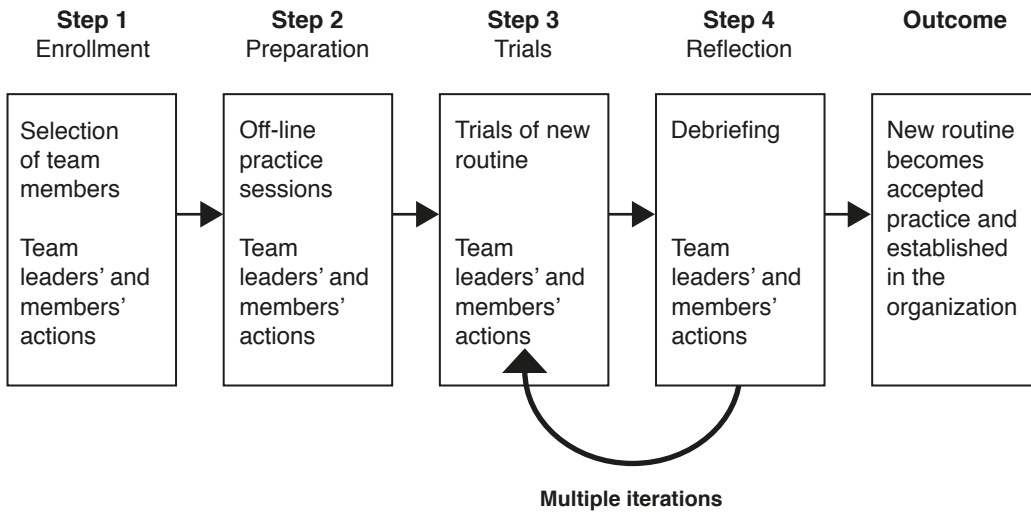 Step 1
Enrollment
Step 2
Preparation
Step 3
Trials
Step 4
Reflection
Outcome
Selection
of team
members
Team
leaders’ and
members’
actions
Off-line
practice
sessions
Team
leaders’ and
members’
actions
Trials of new
routine
Team
leaders’ and
members’
actions
Debriefing
Team
leaders’ and
members’
actions
New routine
becomes
accepted
practice and
established
in the
organization
Multiple iterations